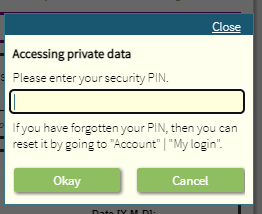 Close
Accessing private data
Please enter your security PIN.
If you have forgotten your PIN, then you can
reset it by going to "Account" | "My login".
Okay
Cancel
Date [Y-M-D]: